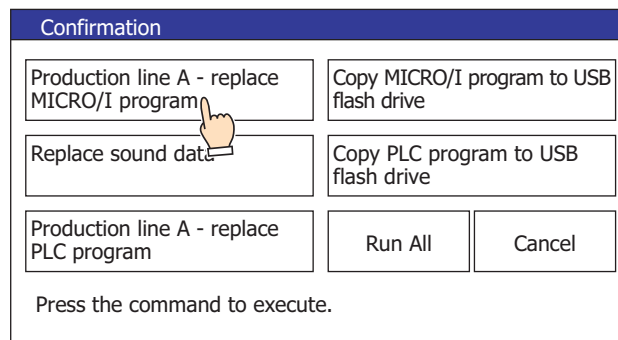 Confirmation
Production line A - replace
MICRO/I program
Copy MICRO/I program to USB
flash drive
Replace sound data
Copy PLC program to USB
flash drive
Production line A - replace
PLC program
Run All
Cancel
Press the command to execute.